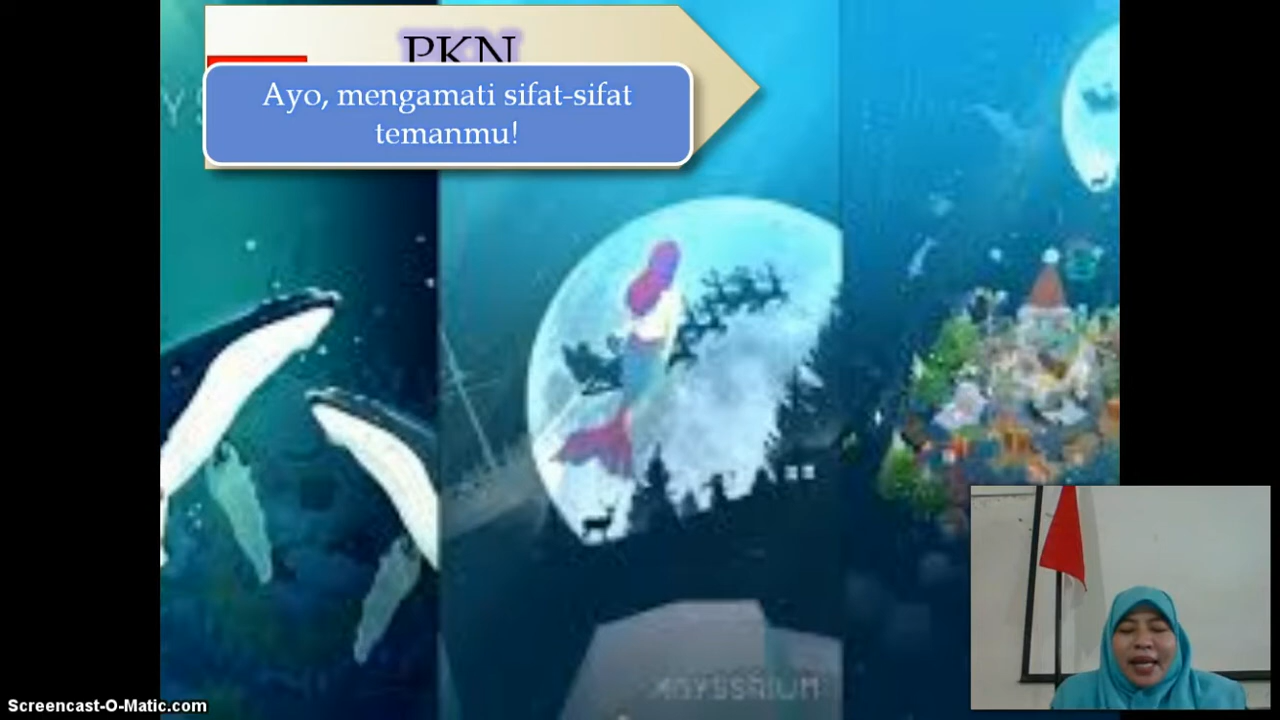 PKN
Ayo, mengamati sifat-sifat
temanmu!
ABYSSRIUM
Screencast-O-Matic.com